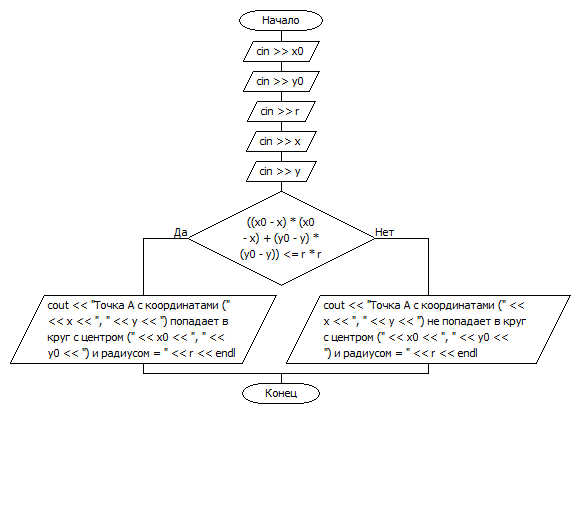 Начало
cin >> x0
cin >> y0
cin >> r
cin >> x
cin >> y
((x0 - x) * (x0
- x) + (y0 - y) *
(y0 - y)) <= r * r
Да
Нет
cout << "Точка А с координатами ("
<< x << ", " << y << ") попадает в
круг с центром (" << x0 << ", " <<
y0 << ") и радиусом = " << r << endl
cout << "Точка А с координатами (" <<
x << ", " << y << ") не попадает в круг
с центром (" << x0 << ", " << y0 <<
") и радиусом = " << r << endl
Конец